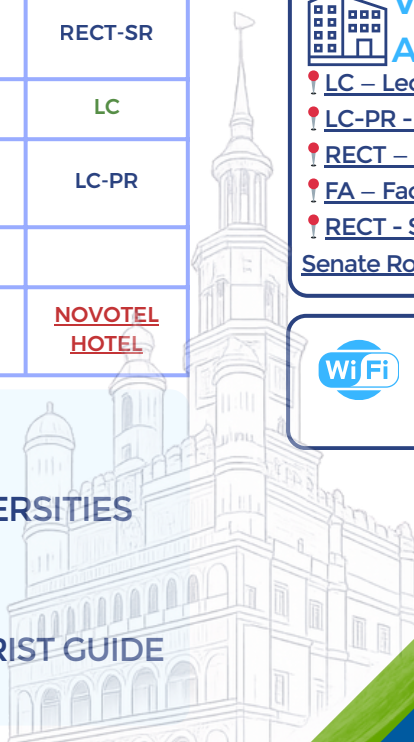 RECT-SR
LC
LC-PR
NOVOTEL
HOTEL
ERSITIES
RIST GUIDE
A
LC – Lec
LC-PR -
RECT –
FA – Fac
RECT - S
Senate Ro
WiFi